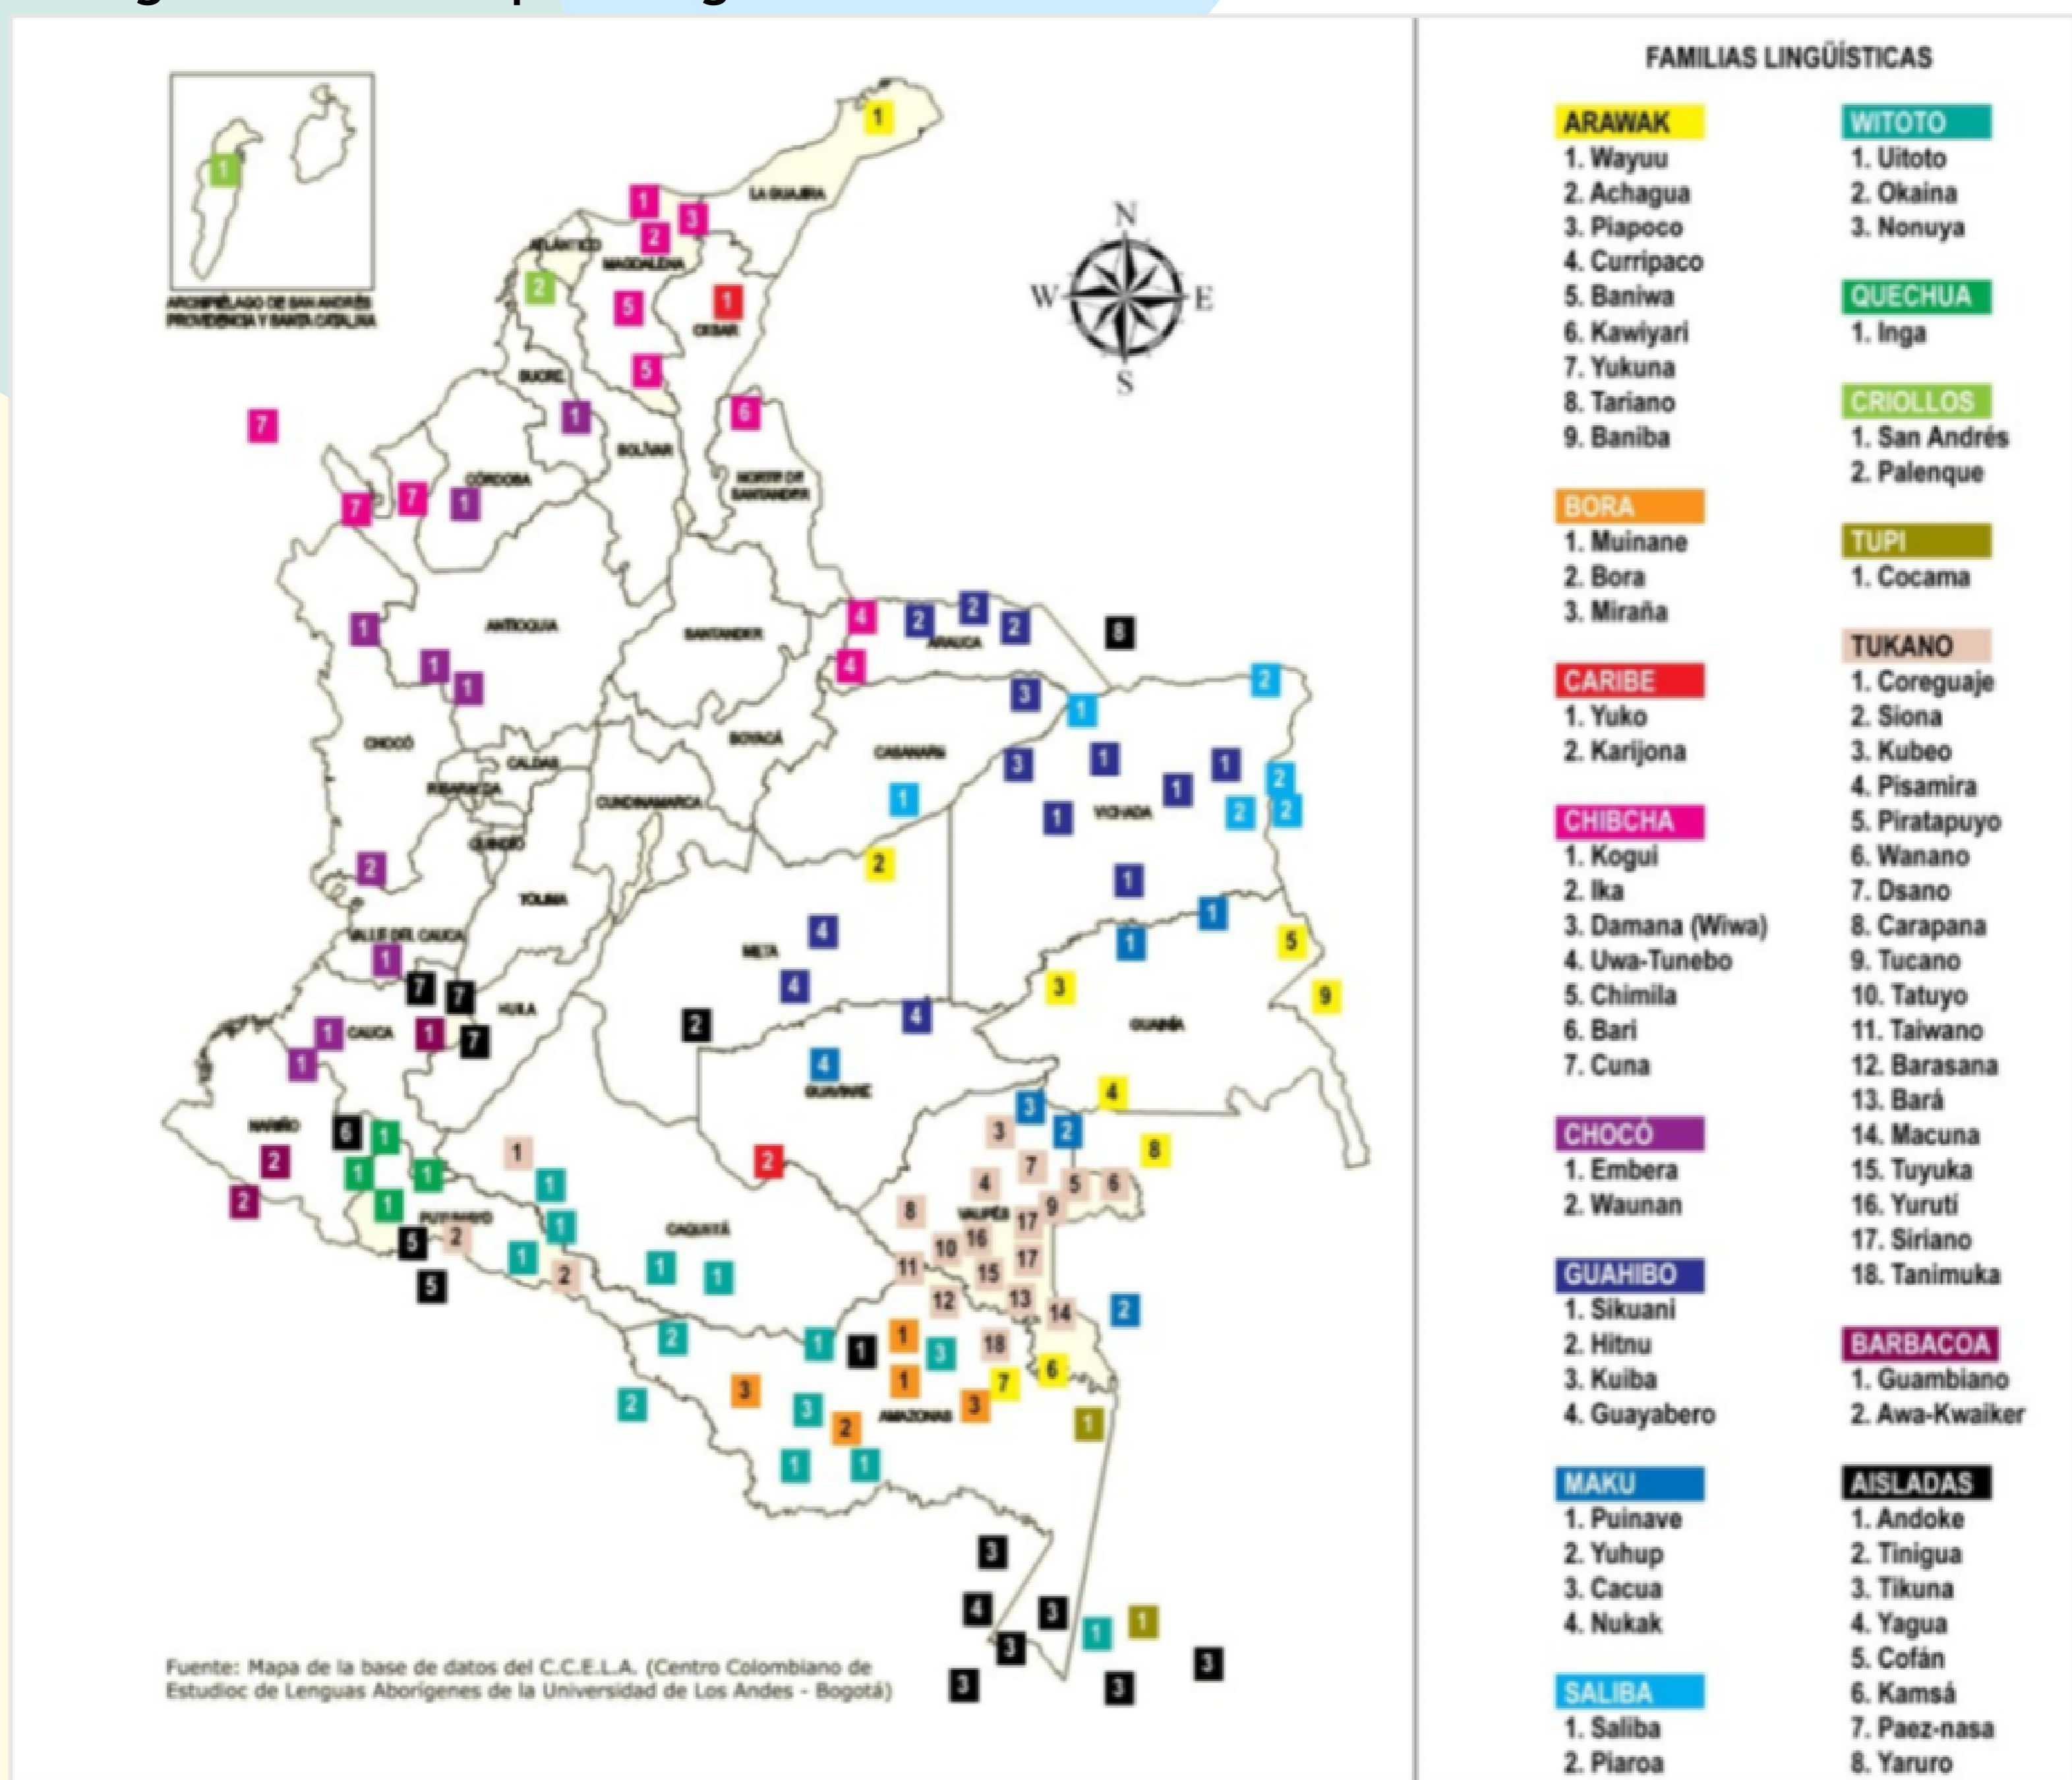 ARCHIPIÉLAGO DE SAN ANDRÉS
PROVIDENCIA Y SANTA CATALINA
LA GUAJIRA
ATLÁNTICO
MAGDALENA
CESAR
SUCRE
BOLÍVAR
CÓRDOBA
NORTE DE
SANTANDER
ANTIOQUIA
SANTANDER
ARAUCA
CHOCÓ
CALDAS
RISARALDA
QUINDÍO
CUNDINAMARCA
BOYACÁ
CASANARE
VICHADA
TOLIMA
VALLE DEL CAUCA
META
HUILA
CAUCA
GUAINÍA
GUAVIARE
NARIÑO
PUTUMAYO
CAQUETÁ
VAUPÉS
AMAZONAS
N
W E
S
Fuente: Mapa de la base de datos del C.C.E.L.A. (Centro Colombiano de
Estudioc de Lenguas Aborígenes de la Universidad de Los Andes - Bogotá)
FAMILIAS LINGÜÍSTICAS
ARAWAK
1. Wayuu
2. Achagua
3. Piapoco
4. Curripaco
5. Baniwa
6. Kawiyari
7. Yukuna
8. Tariano
9. Baniba
BORA
1. Muinane
2. Bora
3. Miraña
CARIBE
1. Yuko
2. Karijona
CHIBCHA
1. Kogui
2. Ika
3. Damana (Wiwa)
4. Uwa-Tunebo
5. Chimila
6. Bari
7. Cuna
CHOCÓ
1. Embera
2. Waunan
GUAHIBO
1. Sikuani
2. Hitnu
3. Kuiba
4. Guayabero
MAKU
1. Puinave
2. Yuhup
3. Cacua
4. Nukak
SALIBA
1. Saliba
2. Piaroa
WITOTO
1. Uitoto
2. Okaina
3. Nonuya
QUECHUA
1. Inga
CRIOLLOS
1. San Andrés
2. Palenque
TUPI
1. Cocama
TUKANO
1. Coreguaje
2. Siona
3. Kubeo
4. Pisamira
5. Piratapuyo
6. Wanano
7. Dsano
8. Carapana
9. Tucano
10. Tatuyo
11. Taiwano
12. Barasana
13. Bará
14. Macuna
15. Tuyuka
16. Yurutí
17. Siriano
18. Tanimuka
BARBACOA
1. Guambiano
2. Awa-Kwaiker
AISLADAS
1. Andoke
2. Tinigua
3. Tikuna
4. Yagua
5. Cofán
6. Kamsá
7. Paez-nasa
8. Yaruro